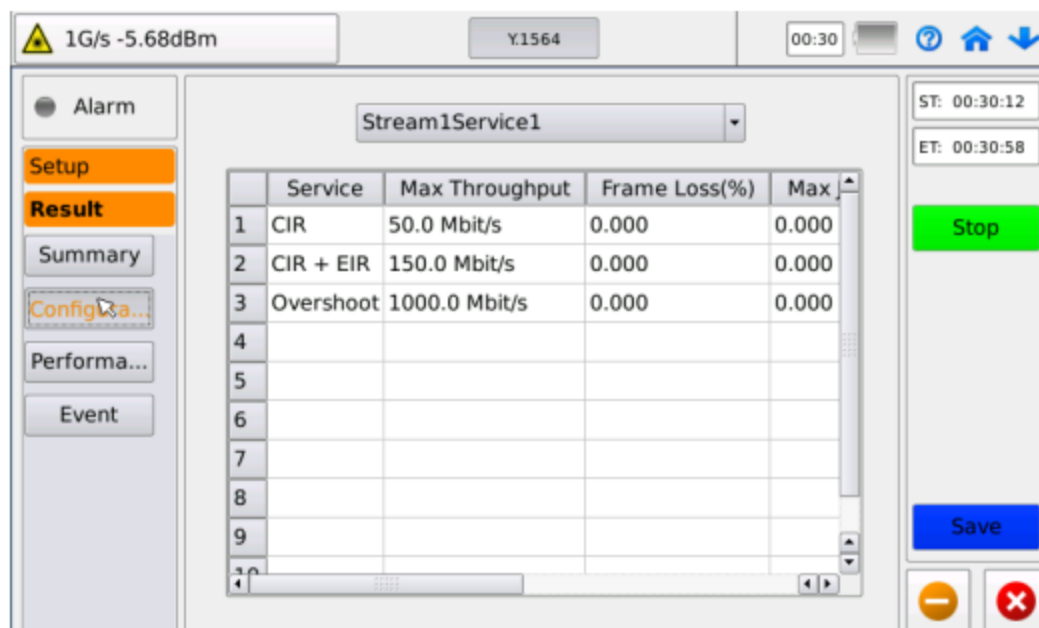 1G/s -5.68dBm
Y.1564
00:30
Alarm
Setup
Result
Summary
Configura...
Performa...
Event
Stream1Service1
Service Max Throughput Frame Loss(%) Max J
1 CIR 50.0 Mbit/s 0.000 0.000
2 CIR + EIR 150.0 Mbit/s 0.000 0.000
3 Overshoot 1000.0 Mbit/s 0.000 0.000
4
5
6
7
8
9
10
ST: 00:30:12
ET: 00:30:58
Stop
Save